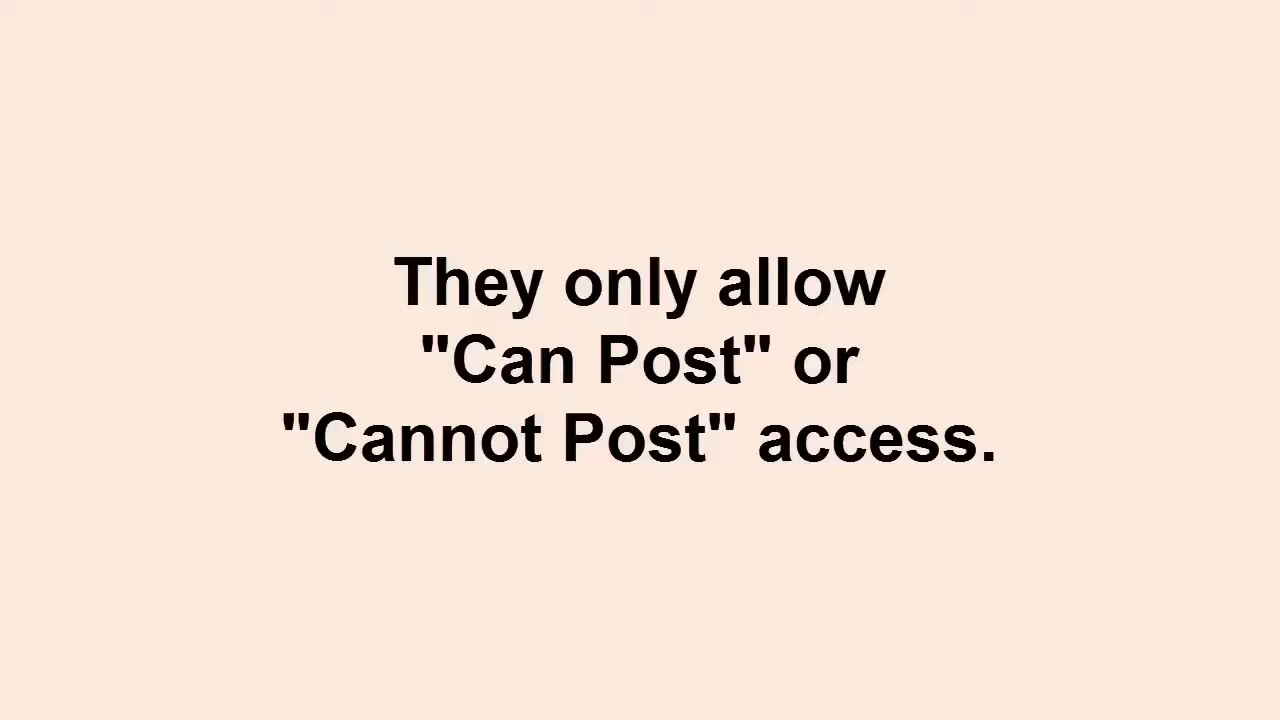 They only allow
"Can Post" or
"Cannot Post" access.